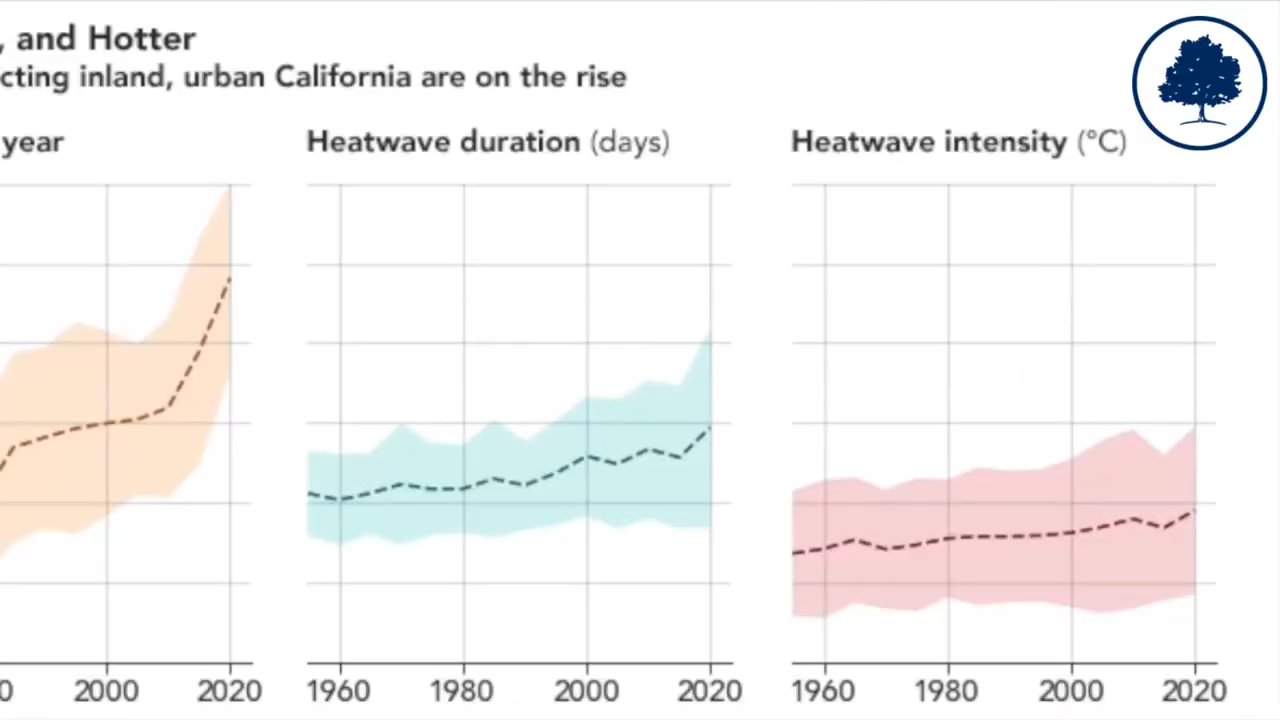 , and Hotter
cting inland, urban California are on the rise
year
Heatwave duration (days)
Heatwave intensity (°C)
0 2000 2020
1960 1980 2000 2020
1960 1980 2000 2020